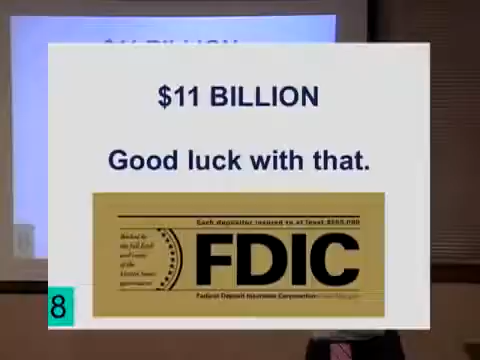 $11 BILLION
Good luck with that.
Each depositor insured to at least $250,000
Backed by
the full faith
and credit
of the
United States
government
FDIC
Federal Deposit Insurance Corporation
8